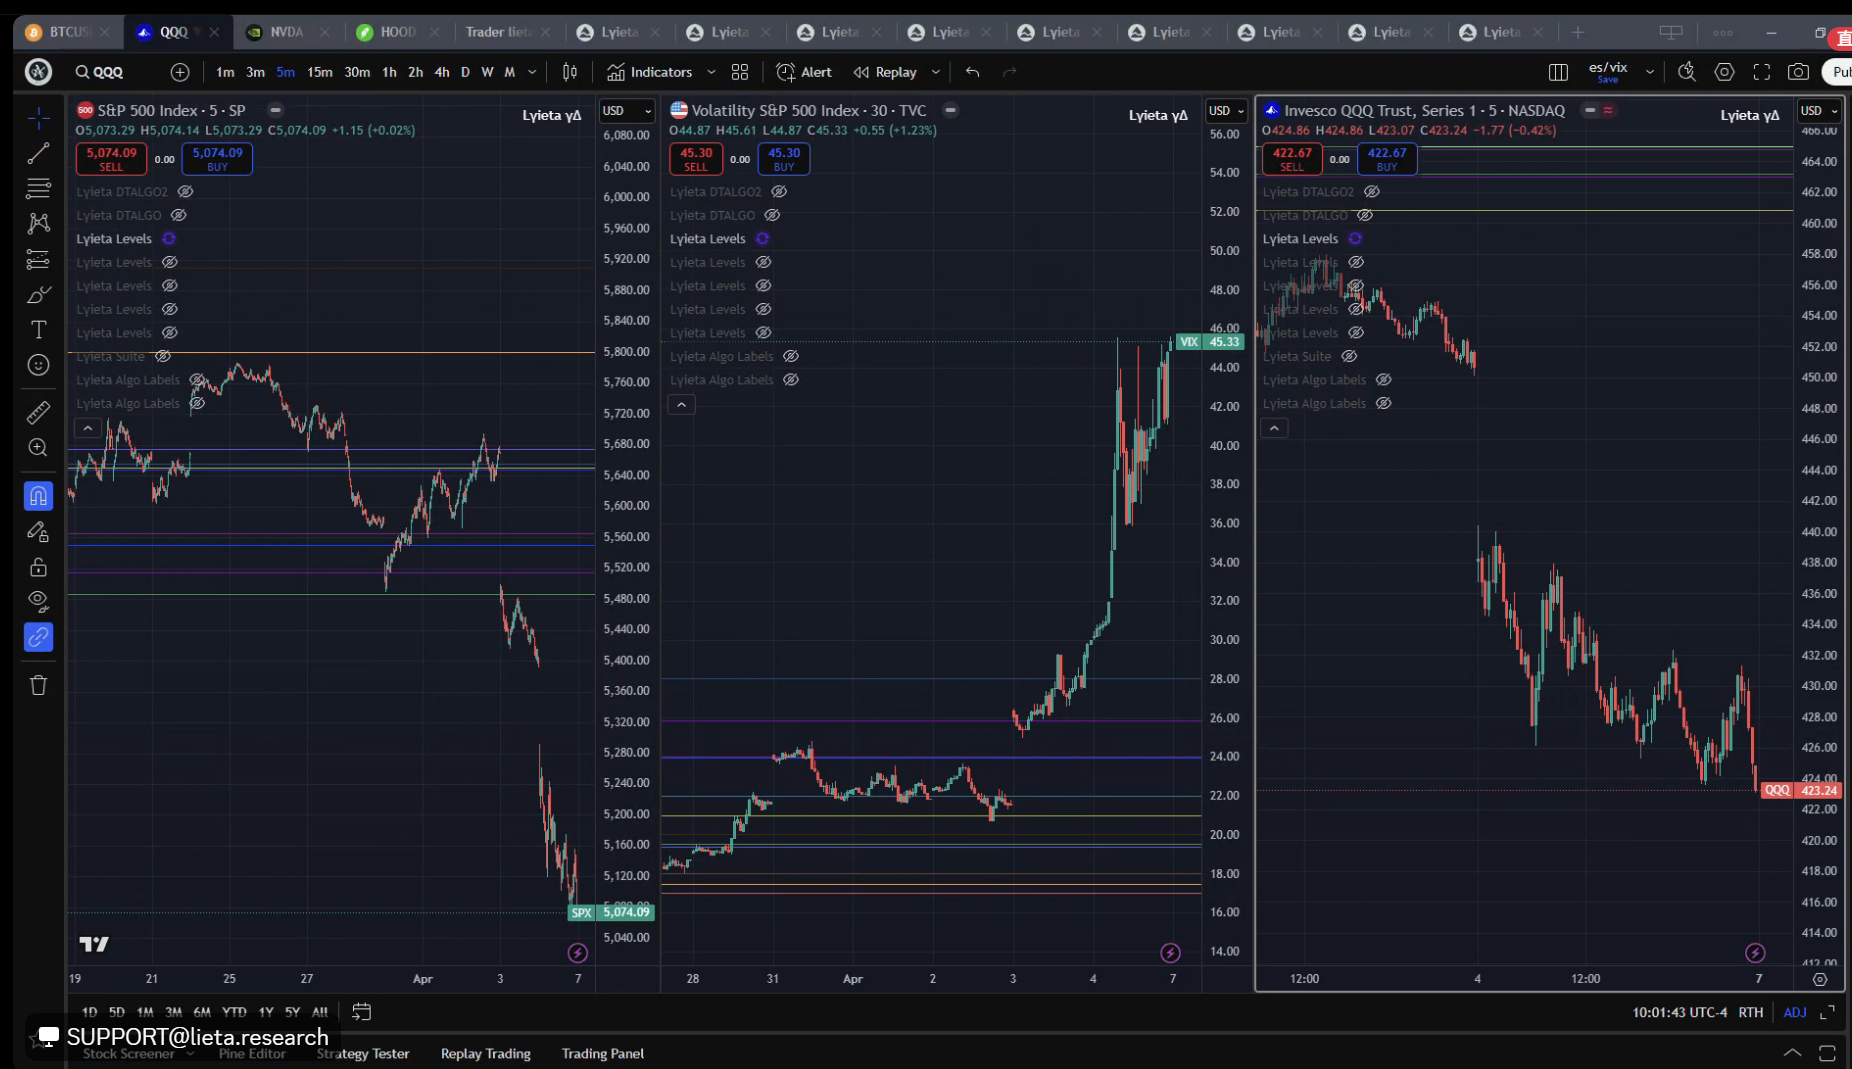 BTCUS
QQQ
NVDA
HOOD
Trader lieta
Lyieta
Lyieta
Lyieta
Lyieta
Lyieta
Lyieta
Lyieta
Lyieta
Lyieta
直
QQQ
1m 3m 5m 15m 30m 1h 2h 4h D W M
Indicators
Alert
Replay
es/vix
Save
Pu
S&P 500 Index · 5 · SP
O5,073.29 H5,074.14 L5,073.29 C5,074.09 +1.15 (+0.02%)
5,074.09
SELL
0.00
5,074.09
BUY
Lyieta DTALGO2
Lyieta DTALGO
Lyieta Levels
Lyieta Levels
Lyieta Levels
Lyieta Levels
Lyieta Levels
Lyieta Suite
Lyieta Algo Labels
Lyieta Algo Labels
Lyieta γΔ
USD
6,080.00
6,040.00
6,000.00
5,960.00
5,920.00
5,880.00
5,840.00
5,800.00
5,760.00
5,720.00
5,680.00
5,640.00
5,600.00
5,560.00
5,520.00
5,480.00
5,440.00
5,400.00
5,360.00
5,320.00
5,280.00
5,240.00
5,200.00
5,160.00
5,120.00
SPX 5,074.09
5,040.00
19 21 25 27 Apr 3 7
Volatility S&P 500 Index · 30 · TVC
O44.87 H45.61 L44.87 C45.33 +0.55 (+1.23%)
45.30
SELL
0.00
45.30
BUY
Lyieta DTALGO2
Lyieta DTALGO
Lyieta Levels
Lyieta Levels
Lyieta Levels
Lyieta Levels
Lyieta Levels
Lyieta Algo Labels
Lyieta Algo Labels
Lyieta γΔ
USD
56.00
54.00
52.00
50.00
48.00
46.00
VIX 45.33
44.00
42.00
40.00
38.00
36.00
34.00
32.00
30.00
28.00
26.00
24.00
22.00
20.00
18.00
16.00
14.00
28 31 Apr 2 3 4 7
Invesco QQQ Trust, Series 1 · 5 · NASDAQ
O424.86 H424.86 L423.07 C423.24 −1.77 (−0.42%)
422.67
SELL
0.00
422.67
BUY
Lyieta DTALGO2
Lyieta DTALGO
Lyieta Levels
Lyieta Levels
Lyieta Levels
Lyieta Levels
Lyieta Levels
Lyieta Suite
Lyieta Algo Labels
Lyieta Algo Labels
Lyieta γΔ
USD
466.00
464.00
462.00
460.00
458.00
456.00
454.00
452.00
450.00
448.00
446.00
444.00
442.00
440.00
438.00
436.00
434.00
432.00
430.00
428.00
426.00
424.00
QQQ 423.24
422.00
420.00
418.00
416.00
414.00
412.00
12:00 4 12:00 7
1D 5D 1M 3M 6M YTD 1Y 5Y All
10:01:43 UTC-4 RTH ADJ
SUPPORT@lieta.research
Stock Screener Pine Editor Strategy Tester Replay Trading Trading Panel